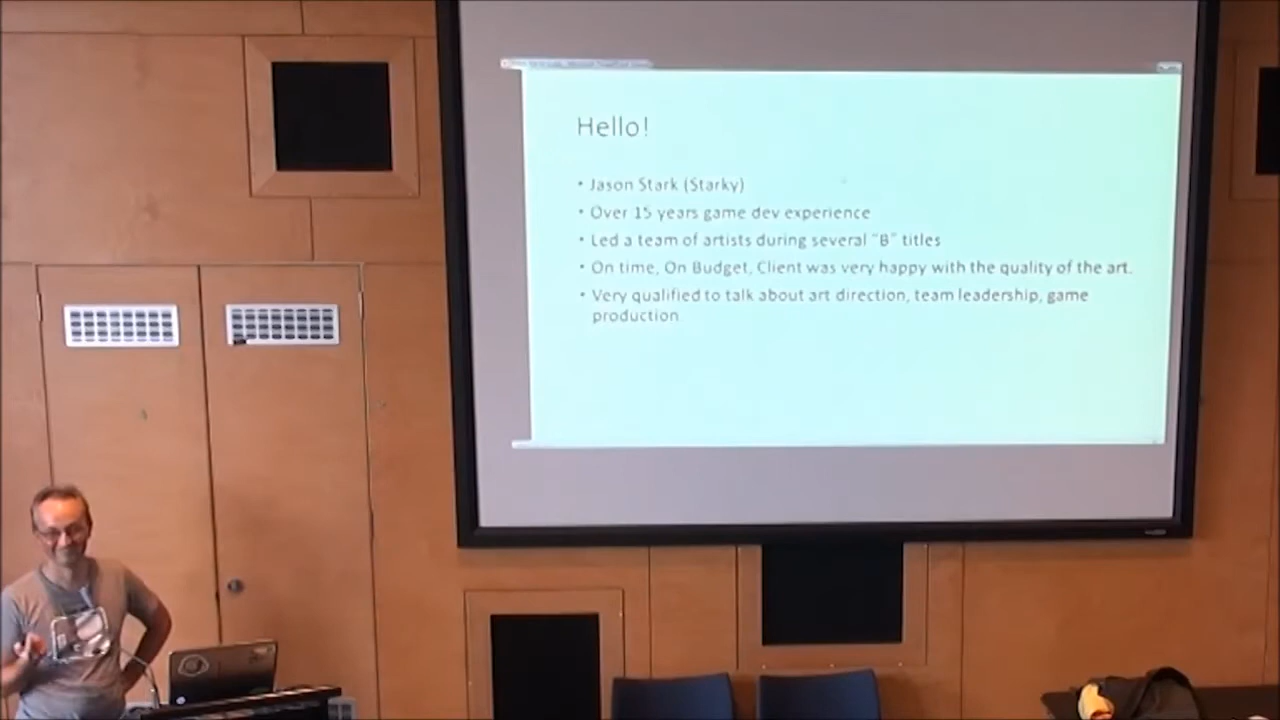 Hello!
• Jason Stark (Starky)
• Over 15 years game dev experience
• Led a team of artists during several "B" titles
• On time, On Budget, Client was very happy with the quality of the art.
• Very qualified to talk about art direction, team leadership, game
production.